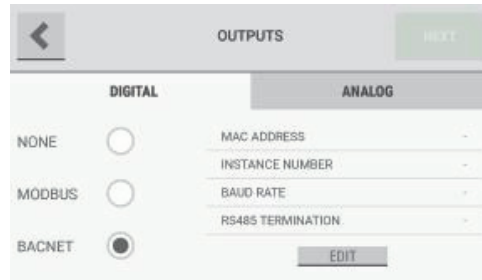 OUTPUTS
NEXT
DIGITAL
ANALOG
NONE
MODBUS
BACNET
MAC ADDRESS -
INSTANCE NUMBER -
BAUD RATE -
RS485 TERMINATION -
EDIT